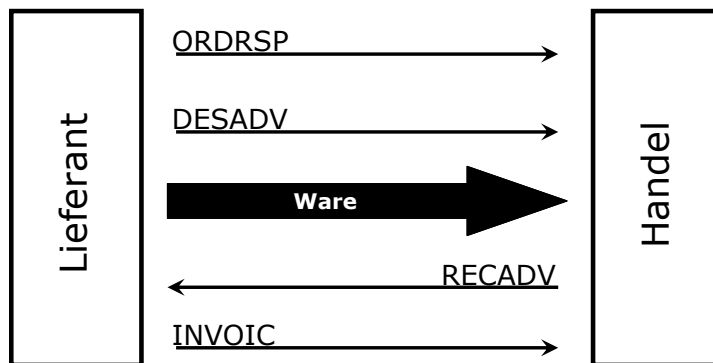 Lieferant
ORDRSP
DESADV
Ware
RECADV
INVOIC
Handel